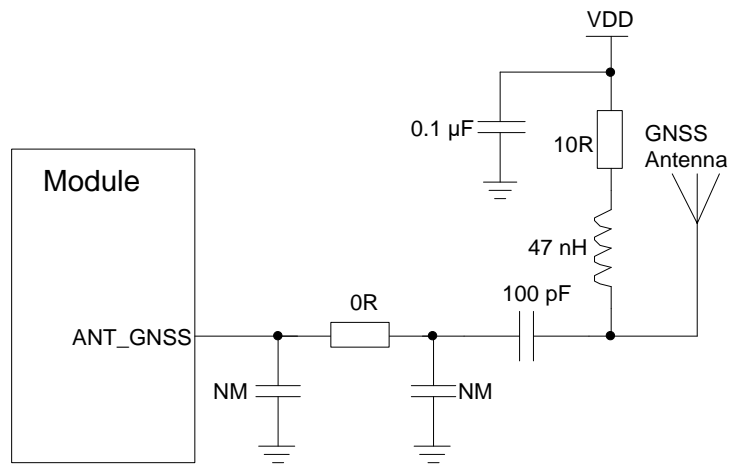 VDD
0.1 µF
10R
GNSS
Antenna
Module
47 nH
100 pF
0R
ANT_GNSS
NM
NM